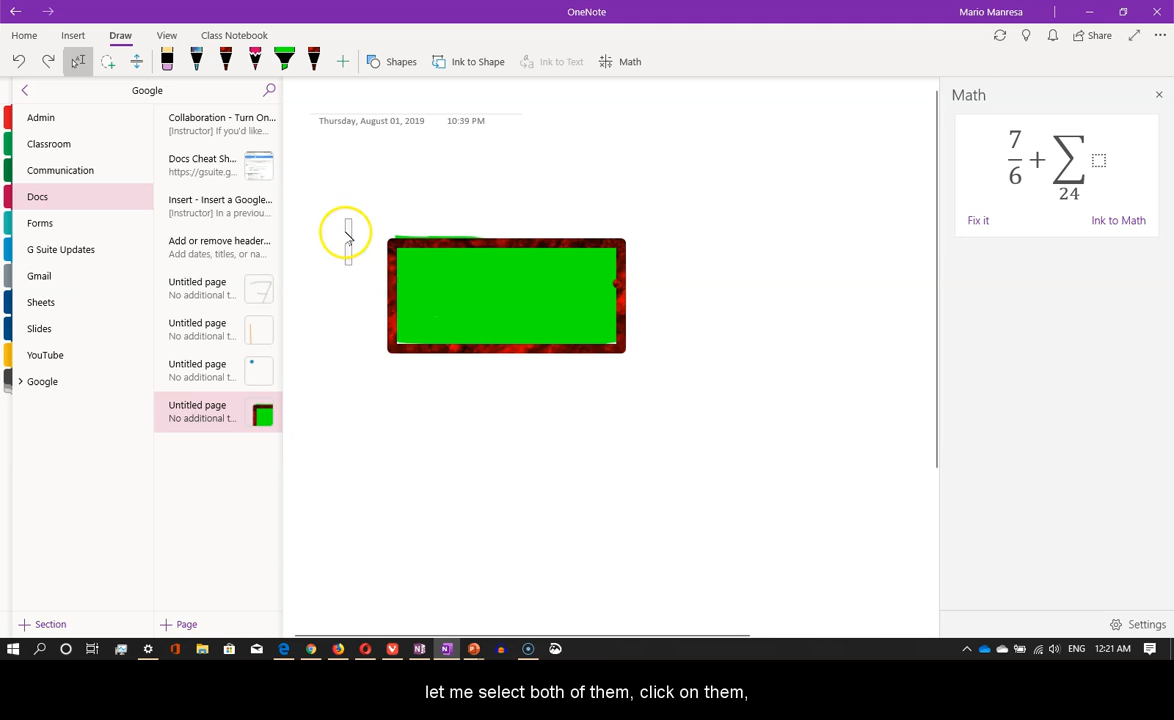 OneNote
Mario Manresa
Home Insert Draw View Class Notebook
Share
Shapes Ink to Shape Ink to Text Math
Google
Admin
Classroom
Communication
Docs
Forms
G Suite Updates
Gmail
Sheets
Slides
YouTube
Google
Collaboration - Turn On...
[Instructor] If you'd like...
Docs Cheat Sh...
https://gsuite.g...
Insert - Insert a Google...
[Instructor] In a previou...
Add or remove header...
Add dates, titles, or na...
Untitled page
No additional t...
Untitled page
No additional t...
Untitled page
No additional t...
Untitled page
No additional t...
Thursday, August 01, 2019 10:39 PM
Math
7/6 + ∑ 24
Fix it Ink to Math
Section
Page
Settings
ENG 12:21 AM
let me select both of them, click on them,